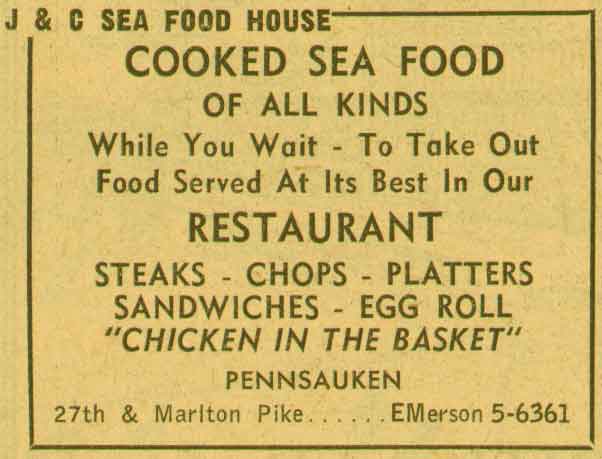 J & C SEA FOOD HOUSE
COOKED SEA FOOD
OF ALL KINDS
While You Wait - To Take Out
Food Served At Its Best In Our
RESTAURANT
STEAKS - CHOPS - PLATTERS
SANDWICHES - EGG ROLL
"CHICKEN IN THE BASKET"
PENNSAUKEN
27th & Marlton Pike......EMerson 5-6361